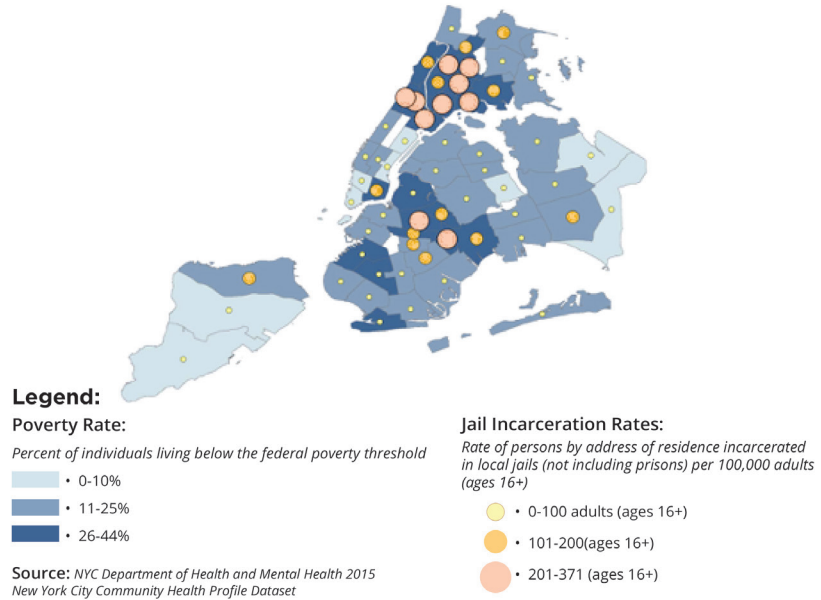 Legend:
Poverty Rate:
Percent of individuals living below the federal poverty threshold
• 0-10%
• 11-25%
• 26-44%
Source: NYC Department of Health and Mental Health 2015
New York City Community Health Profile Dataset
Jail Incarceration Rates:
Rate of persons by address of residence incarcerated
in local jails (not including prisons) per 100,000 adults
(ages 16+)
• 0-100 adults (ages 16+)
• 101-200(ages 16+)
• 201-371 (ages 16+)